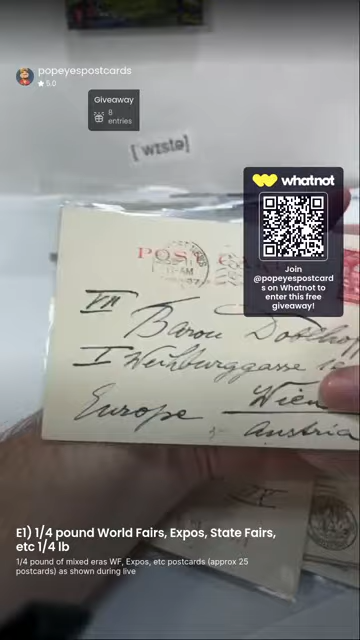 popeyespostcards
★ 5.0
Giveaway
8
entries
['wɪstə]
whatnot
Join
@popeyespostcard
s on Whatnot to
enter this free
giveaway!
POST
VII
Baron
I Weihburggasse
Europe Wien
Austria
E1) 1/4 pound World Fairs, Expos, State Fairs,
etc 1/4 lb
1/4 pound of mixed eras WF, Expos, etc postcards (approx 25
postcards) as shown during live